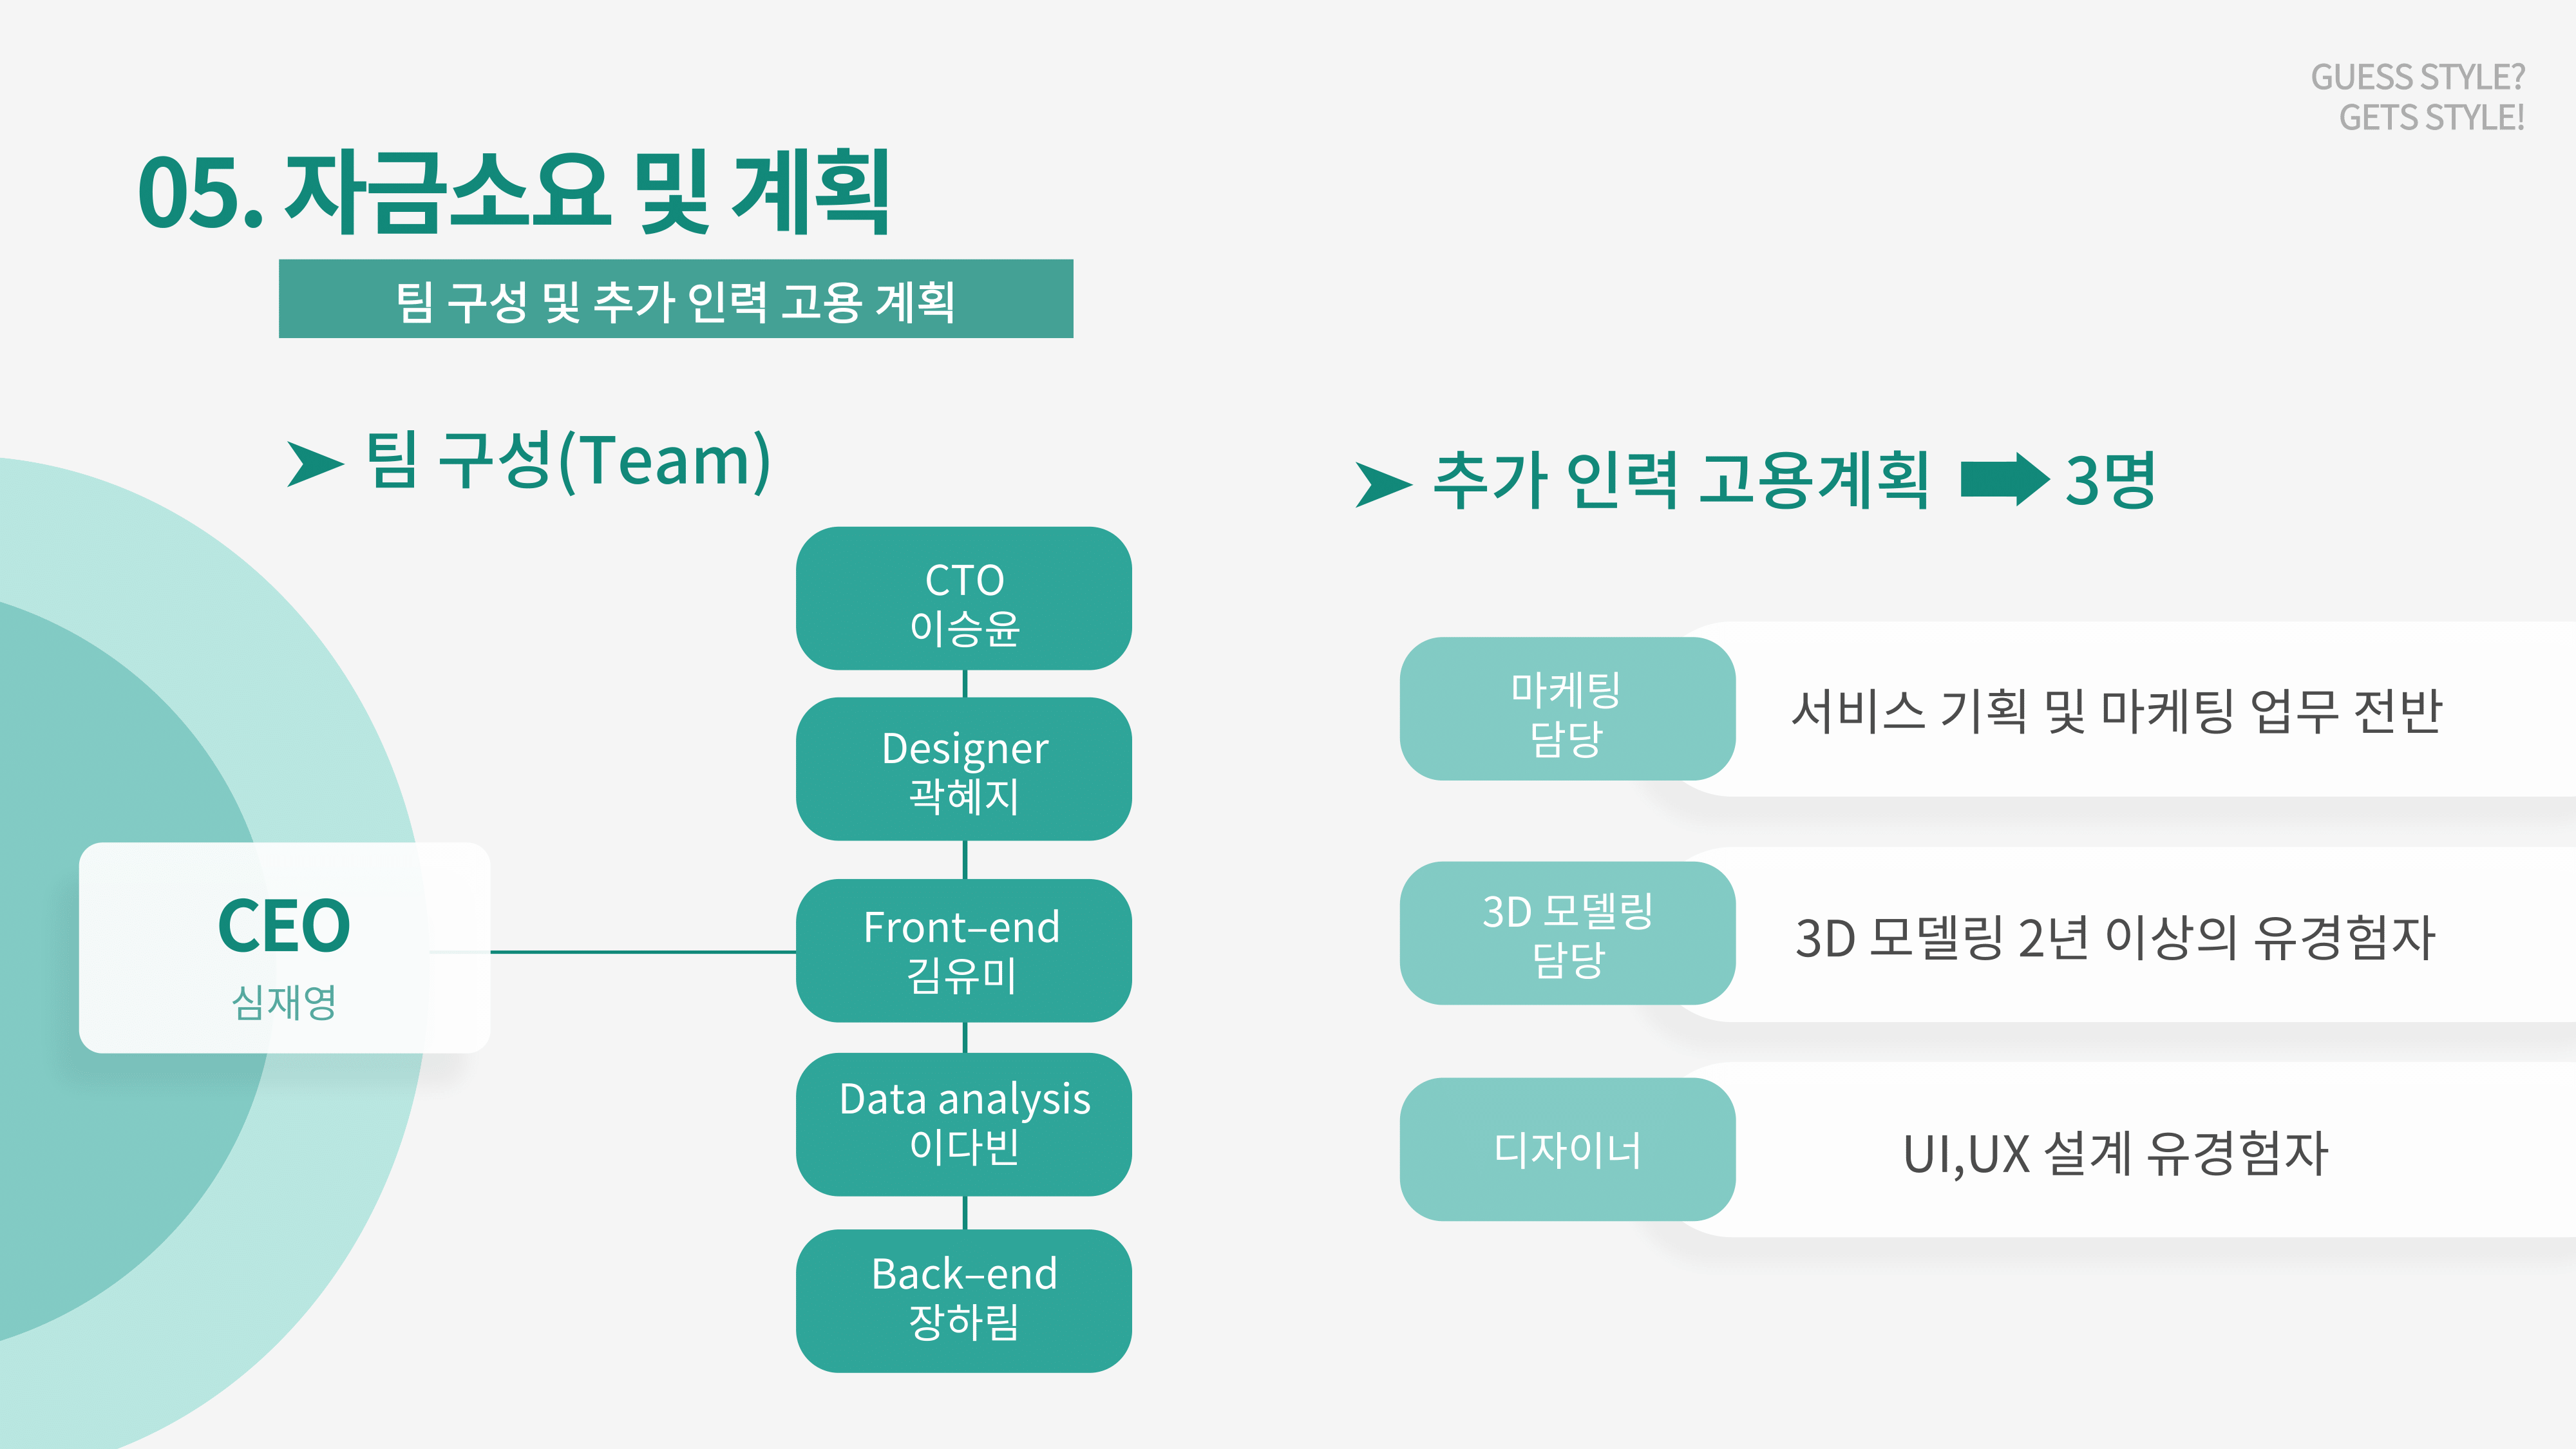 GUESS STYLE?
GETS STYLE!
05. 자금소요 및 계획
팀 구성 및 추가 인력 고용 계획
팀 구성(Team)
CEO
심재영
CTO
이승윤
Designer
곽혜지
Front–end
김유미
Data analysis
이다빈
Back–end
장하림
추가 인력 고용계획 3명
마케팅
담당
서비스 기획 및 마케팅 업무 전반
3D 모델링
담당
3D 모델링 2년 이상의 유경험자
디자이너
UI,UX 설계 유경험자